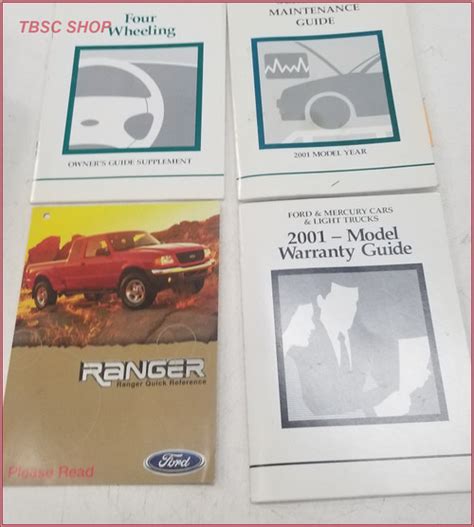 TBSC SHOP
Four
Wheeling
OWNER'S GUIDE SUPPLEMENT
MAINTENANCE
GUIDE
2001 MODEL YEAR
RANGER
Ranger Quick Reference
Ford
Please Read
FORD & MERCURY CARS
& LIGHT TRUCKS
2001 – Model
Warranty Guide